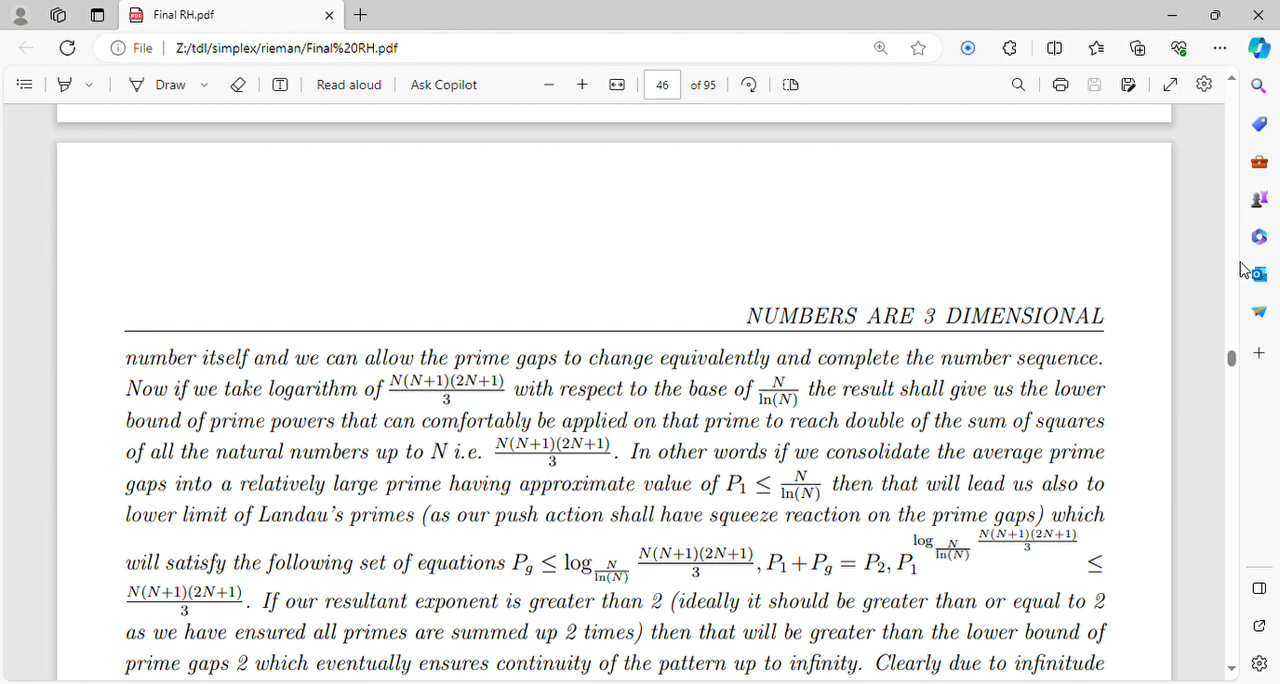 Final RH.pdf
File | Z:/tdl/simplex/rieman/Final%20RH.pdf
Draw Read aloud Ask Copilot 46 of 95
NUMBERS ARE 3 DIMENSIONAL
number itself and we can allow the prime gaps to change equivalently and complete the number sequence.
Now if we take logarithm of N(N+1)(2N+1)/3 with respect to the base of N/ln(N) the result shall give us the lower
bound of prime powers that can comfortably be applied on that prime to reach double of the sum of squares
of all the natural numbers up to N i.e. N(N+1)(2N+1)/3. In other words if we consolidate the average prime
gaps into a relatively large prime having approximate value of P₁ ≤ N/ln(N) then that will lead us also to
lower limit of Landau's primes (as our push action shall have squeeze reaction on the prime gaps) which
will satisfy the following set of equations P_g ≤ log_{N/ln(N)} N(N+1)(2N+1)/3, P₁+P_g = P₂, P₁^{log_{N/ln(N)} N(N+1)(2N+1)/3} ≤
N(N+1)(2N+1)/3. If our resultant exponent is greater than 2 (ideally it should be greater than or equal to 2
as we have ensured all primes are summed up 2 times) then that will be greater than the lower bound of
prime gaps 2 which eventually ensures continuity of the pattern up to infinity. Clearly due to infinitude